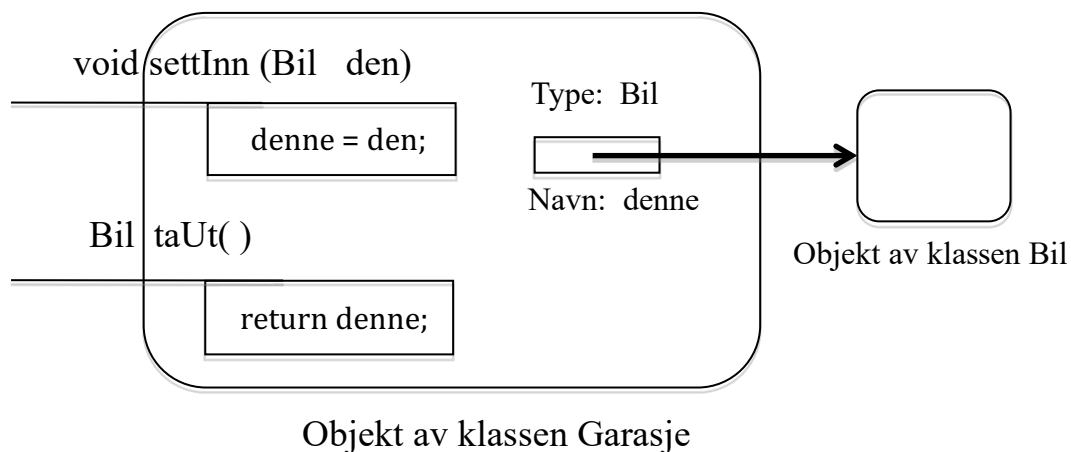 void settInn (Bil den)
denne = den;
Type: Bil
Navn: denne
Bil taUt( )
return denne;
Objekt av klassen Bil
Objekt av klassen Garasje